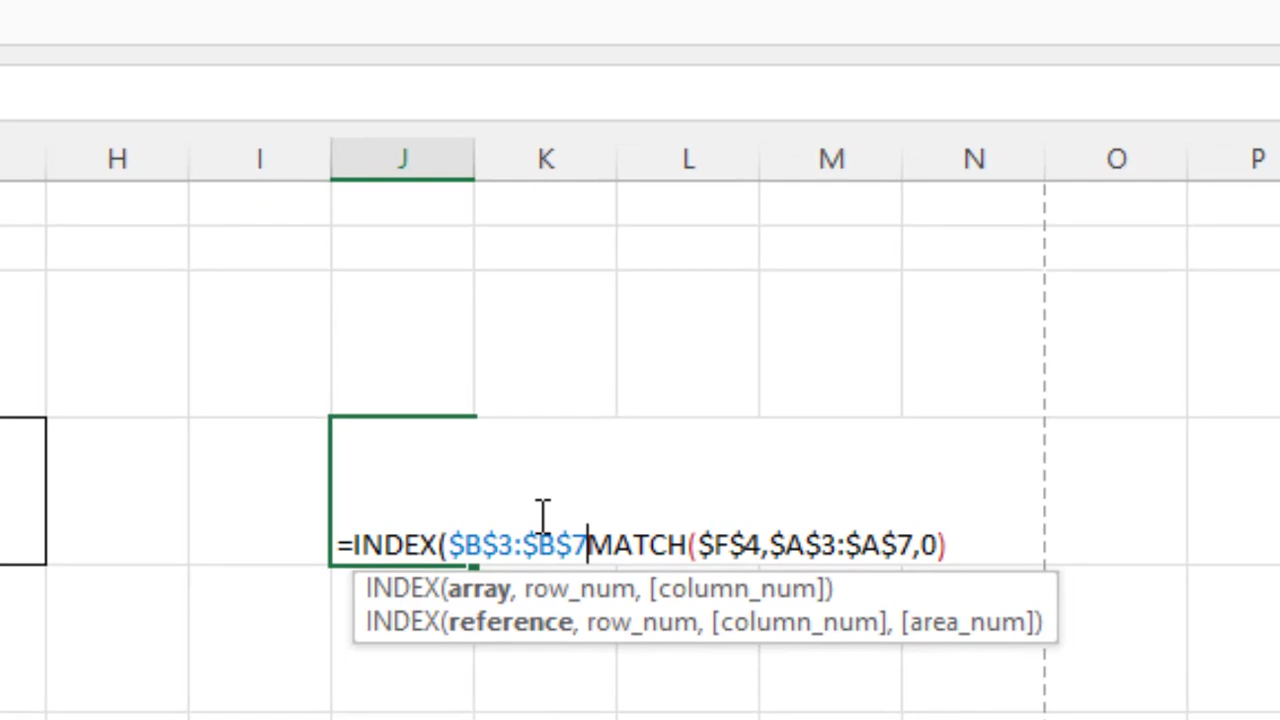 H I J K L M N O P
=INDEX($B$3:$B$7MATCH($F$4,$A$3:$A$7,0)
INDEX(array, row_num, [column_num])
INDEX(reference, row_num, [column_num], [area_num])